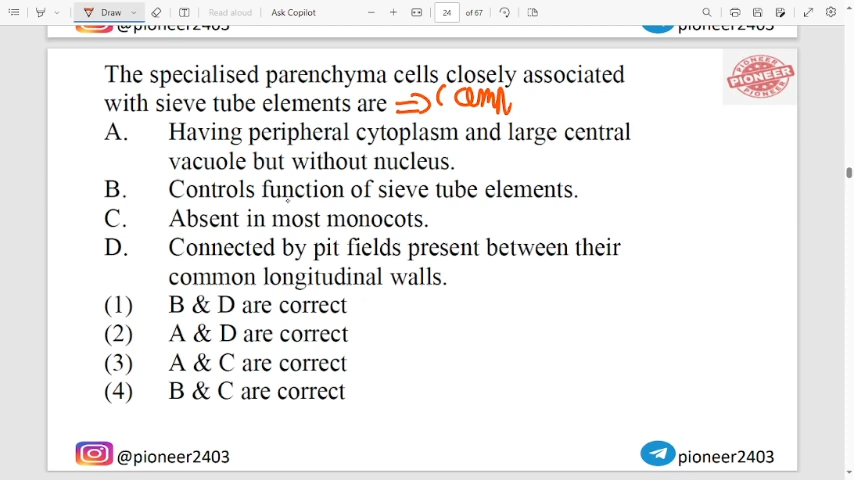 Draw
Read aloud
Ask Copilot
24
of 67
@pioneer2403
pioneer2403
The specialised parenchyma cells closely associated
with sieve tube elements are ⇒ ( comp
A. Having peripheral cytoplasm and large central
vacuole but without nucleus.
B. Controls function of sieve tube elements.
C. Absent in most monocots.
D. Connected by pit fields present between their
common longitudinal walls.
(1) B & D are correct
(2) A & D are correct
(3) A & C are correct
(4) B & C are correct
PIONEER
@pioneer2403
pioneer2403